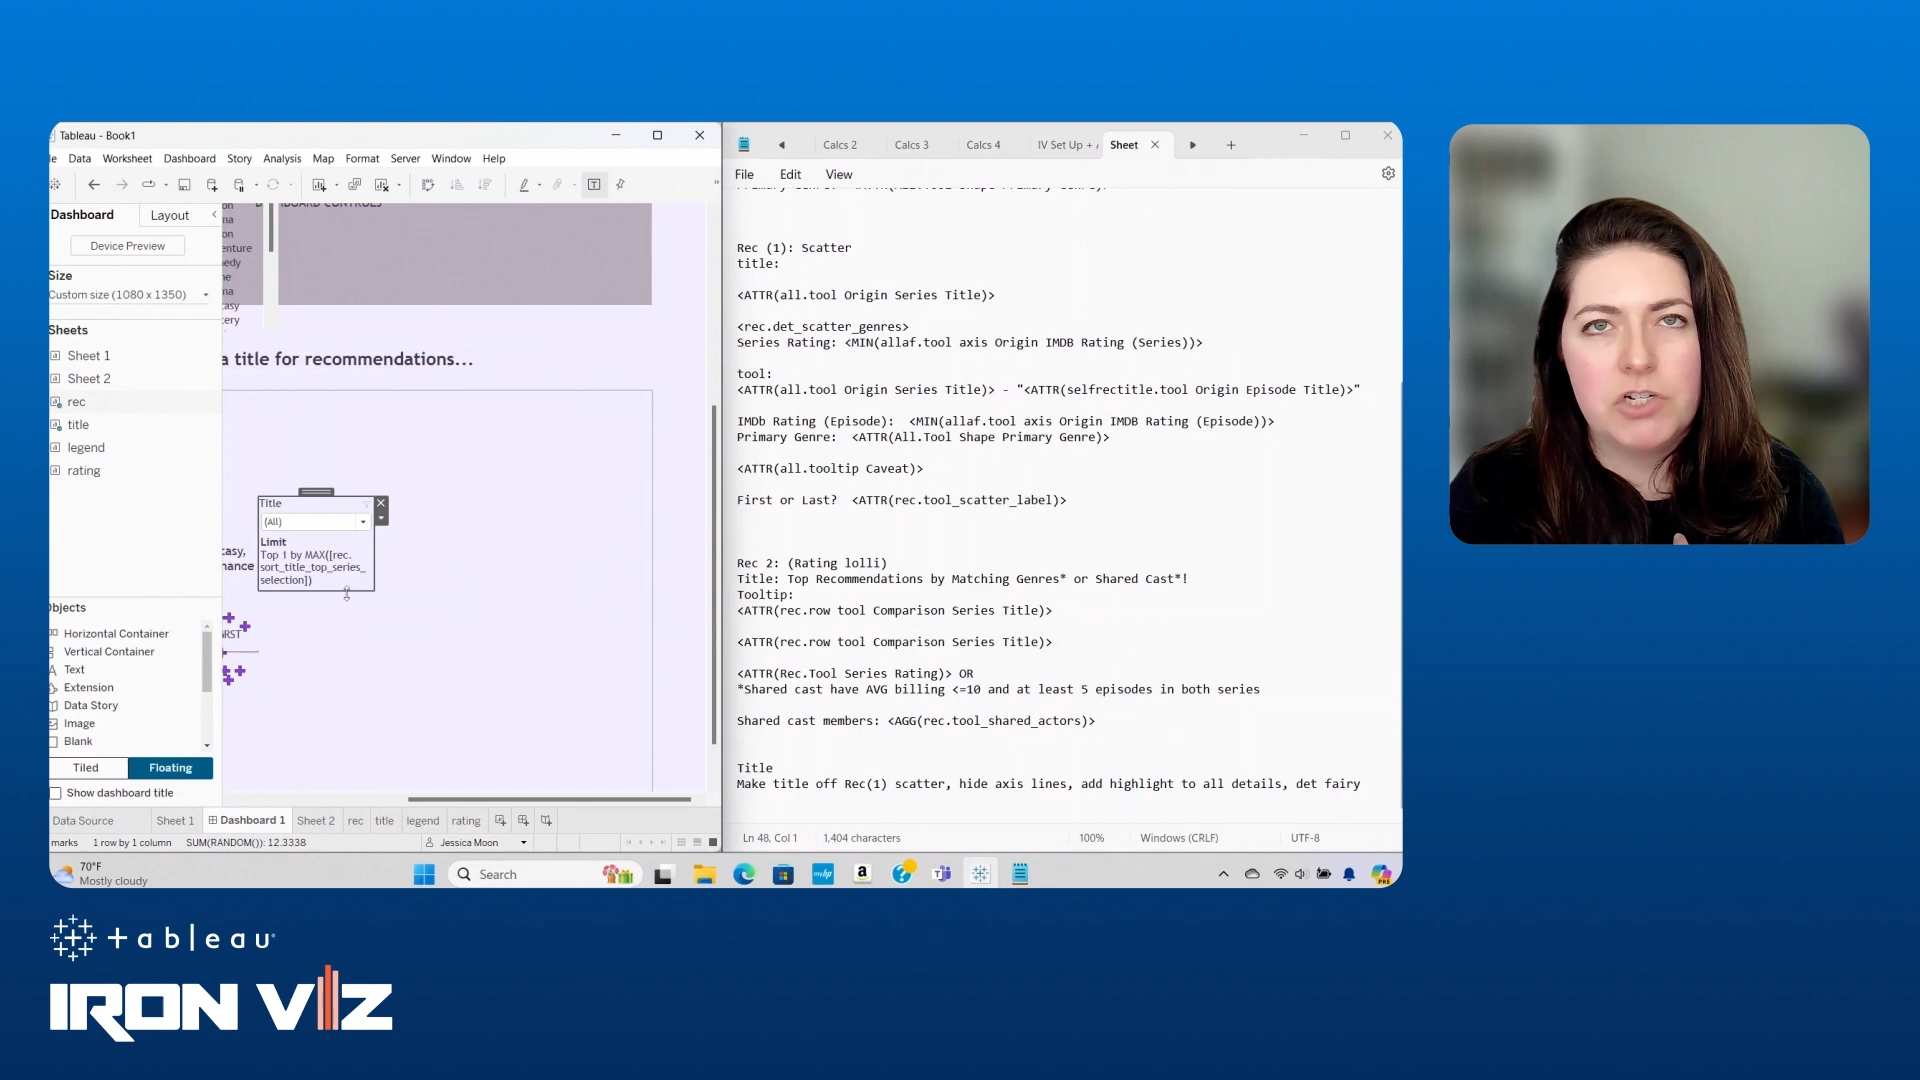 Tableau - Book1
Data Worksheet Dashboard Story Analysis Map Format Server Window Help
Dashboard Layout
Device Preview
Size
Custom size (1080 x 1350)
Sheets
Sheet 1
Sheet 2
rec
title
legend
rating
Objects
Horizontal Container
Vertical Container
Text
Extension
Data Story
Image
Blank
Tiled Floating
Show dashboard title
a title for recommendations...
Title
(All)
Limit
Top 1 by MAX([rec.
sort_title_top_series_
selection])
Data Source Sheet 1 Dashboard 1 Sheet 2 rec title legend rating
marks 1 row by 1 column SUM(RANDOM()): 12.3338 Jessica Moon
Calcs 2 Calcs 3 Calcs 4 IV Set Up + Sheet
File Edit View
Rec (1): Scatter
title:
<ATTR(all.tool Origin Series Title)>
<rec.det_scatter_genres>
Series Rating: <MIN(allaf.tool axis Origin IMDB Rating (Series))>
tool:
<ATTR(all.tool Origin Series Title)> - "<ATTR(selfrectitle.tool Origin Episode Title)>"
IMDb Rating (Episode):  <MIN(allaf.tool axis Origin IMDB Rating (Episode))>
Primary Genre:  <ATTR(All.Tool Shape Primary Genre)>
<ATTR(all.tooltip Caveat)>
First or Last?  <ATTR(rec.tool_scatter_label)>
Rec 2: (Rating lolli)
Title: Top Recommendations by Matching Genres* or Shared Cast*!
Tooltip:
<ATTR(rec.row tool Comparison Series Title)>
<ATTR(rec.row tool Comparison Series Title)>
<ATTR(Rec.Tool Series Rating)> OR
*Shared cast have AVG billing <=10 and at least 5 episodes in both series
Shared cast members: <AGG(rec.tool_shared_actors)>
Title
Make title off Rec(1) scatter, hide axis lines, add highlight to all details, det fairy
Ln 48, Col 1 1,404 characters 100% Windows (CRLF) UTF-8
70°F
Mostly cloudy
Search
+ableau
IRON VIZ